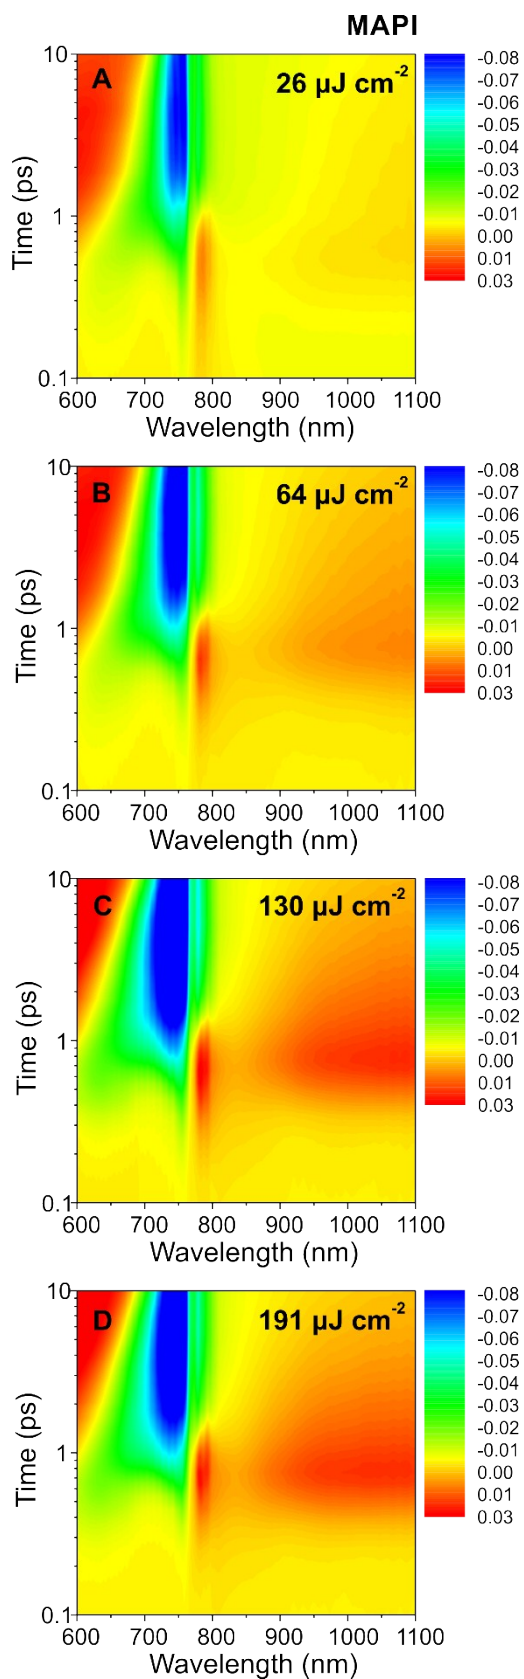 MAPI
A
26 µJ cm-2
Time (ps)
10
1
0.1
600 700 800 900 1000 1100
Wavelength (nm)
-0.08
-0.07
-0.06
-0.05
-0.04
-0.03
-0.02
-0.01
0.00
0.01
0.03
B
64 µJ cm-2
Time (ps)
10
1
0.1
600 700 800 900 1000 1100
Wavelength (nm)
-0.08
-0.07
-0.06
-0.05
-0.04
-0.03
-0.02
-0.01
0.00
0.01
0.03
C
130 µJ cm-2
Time (ps)
10
1
0.1
600 700 800 900 1000 1100
Wavelength (nm)
-0.08
-0.07
-0.06
-0.05
-0.04
-0.03
-0.02
-0.01
0.00
0.01
0.03
D
191 µJ cm-2
Time (ps)
10
1
0.1
600 700 800 900 1000 1100
Wavelength (nm)
-0.08
-0.07
-0.06
-0.05
-0.04
-0.03
-0.02
-0.01
0.00
0.01
0.03